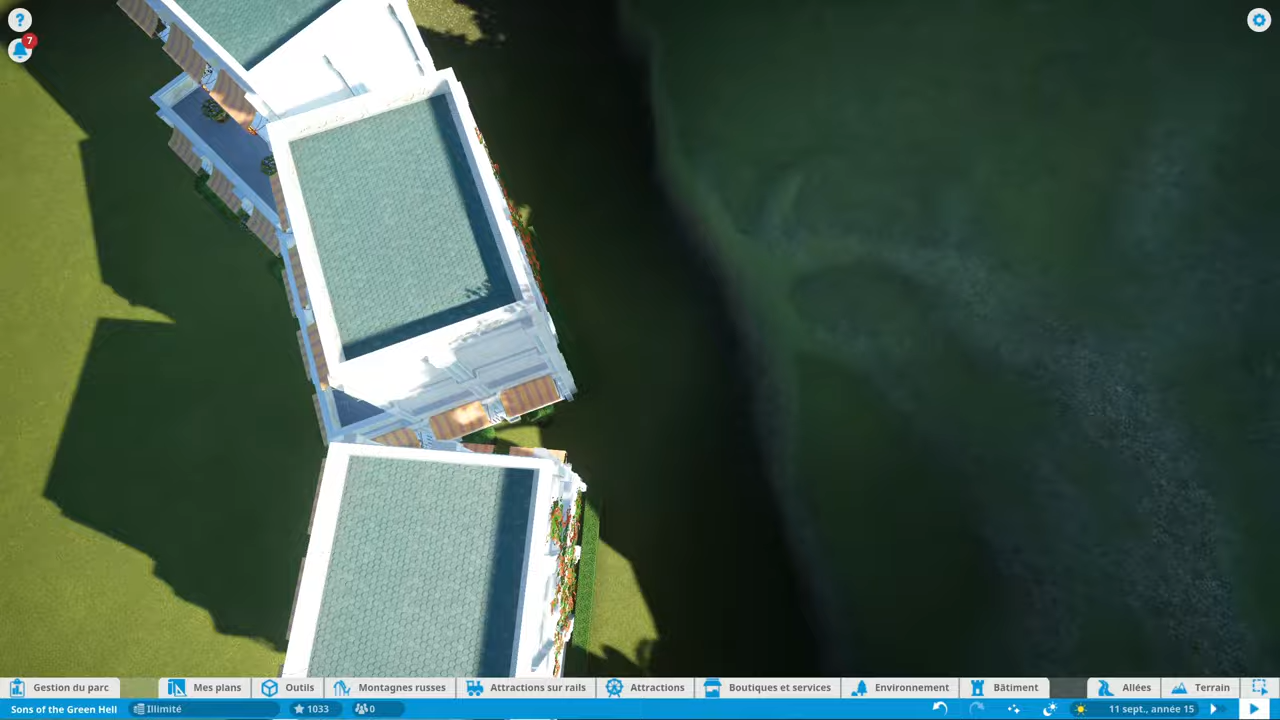 ?
7
Gestion du parc
Mes plans
Outils
Montagnes russes
Attractions sur rails
Attractions
Boutiques et services
Environnement
Bâtiment
Allées
Terrain
Sons of the Green Hell
Illimité
1033
0
11 sept., année 15